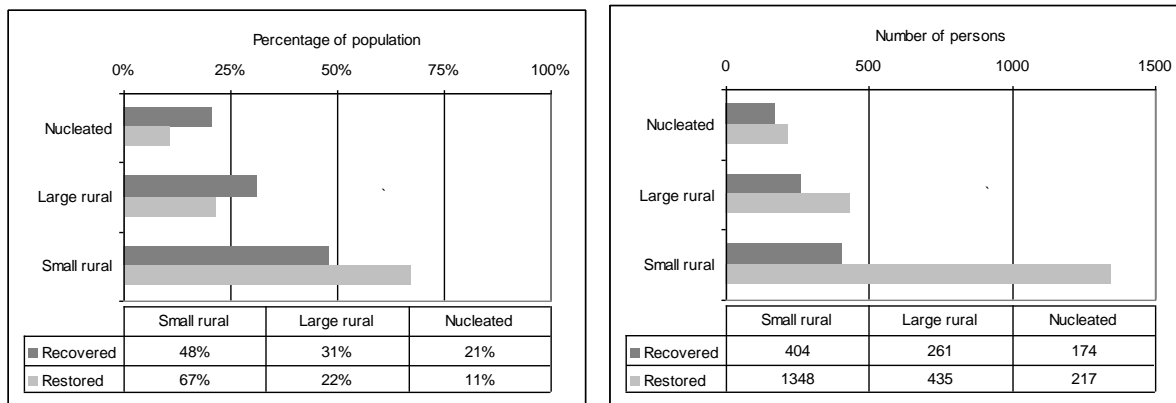 Percentage of population
0% 25% 50% 75% 100%
Nucleated
Large rural
Small rural
Small rural Large rural Nucleated
Recovered 48% 31% 21%
Restored 67% 22% 11%
Number of persons
0 500 1000 1500
Nucleated
Large rural
Small rural
Small rural Large rural Nucleated
Recovered 404 261 174
Restored 1348 435 217